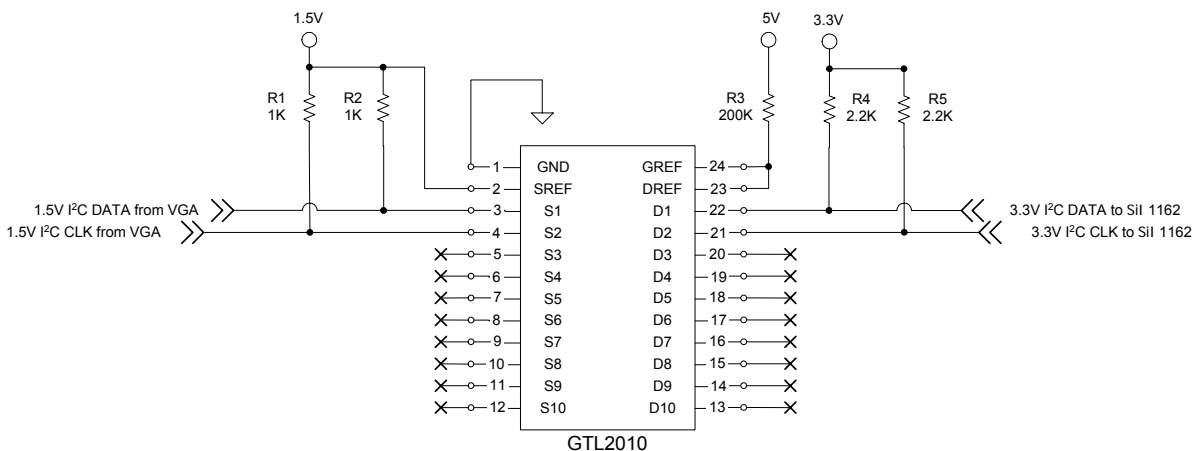 1.5V
5V
3.3V
R1
1K
R2
1K
R3
200K
R4
2.2K
R5
2.2K
1 GND GREF 24
2 SREF DREF 23
1.5V I²C DATA from VGA 3 S1 D1 22 3.3V I²C DATA to SiI 1162
1.5V I²C CLK from VGA 4 S2 D2 21 3.3V I²C CLK to SiI 1162
5 S3 D3 20
6 S4 D4 19
7 S5 D5 18
8 S6 D6 17
9 S7 D7 16
10 S8 D8 15
11 S9 D9 14
12 S10 D10 13
GTL2010